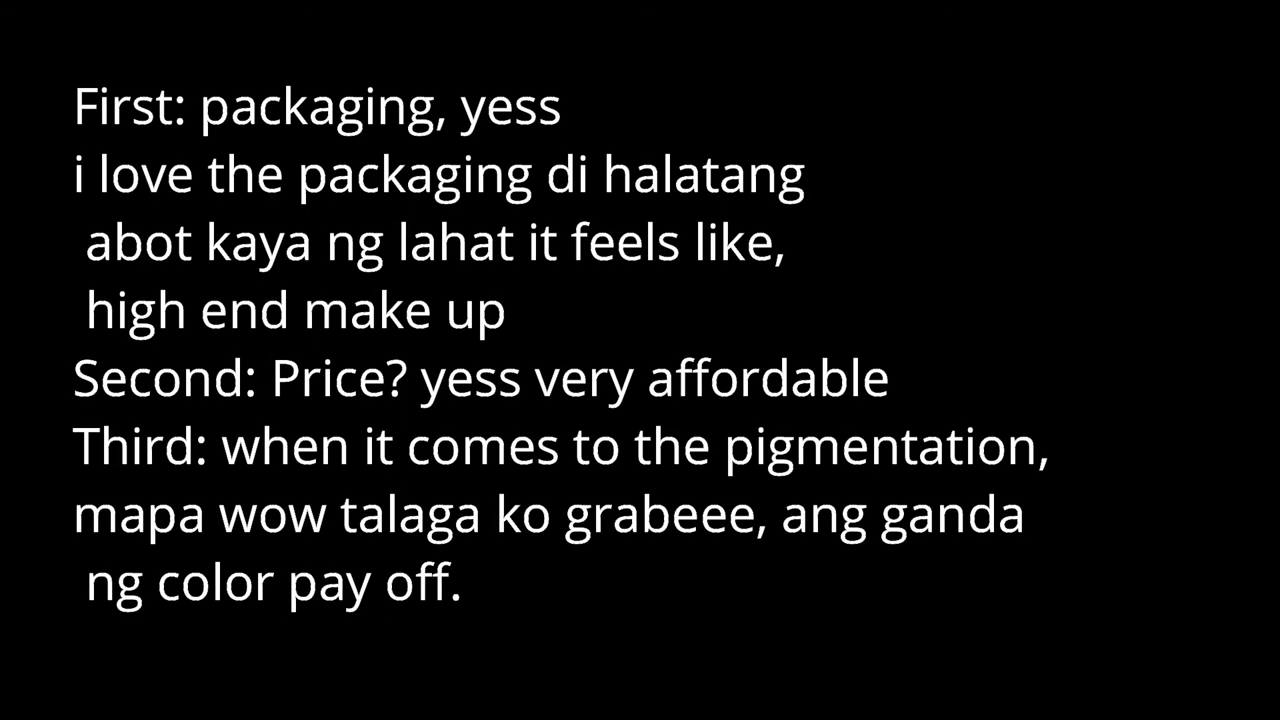 First: packaging, yess
i love the packaging di halatang
abot kaya ng lahat it feels like,
high end make up
Second: Price? yess very affordable
Third: when it comes to the pigmentation,
mapa wow talaga ko grabeee, ang ganda
ng color pay off.